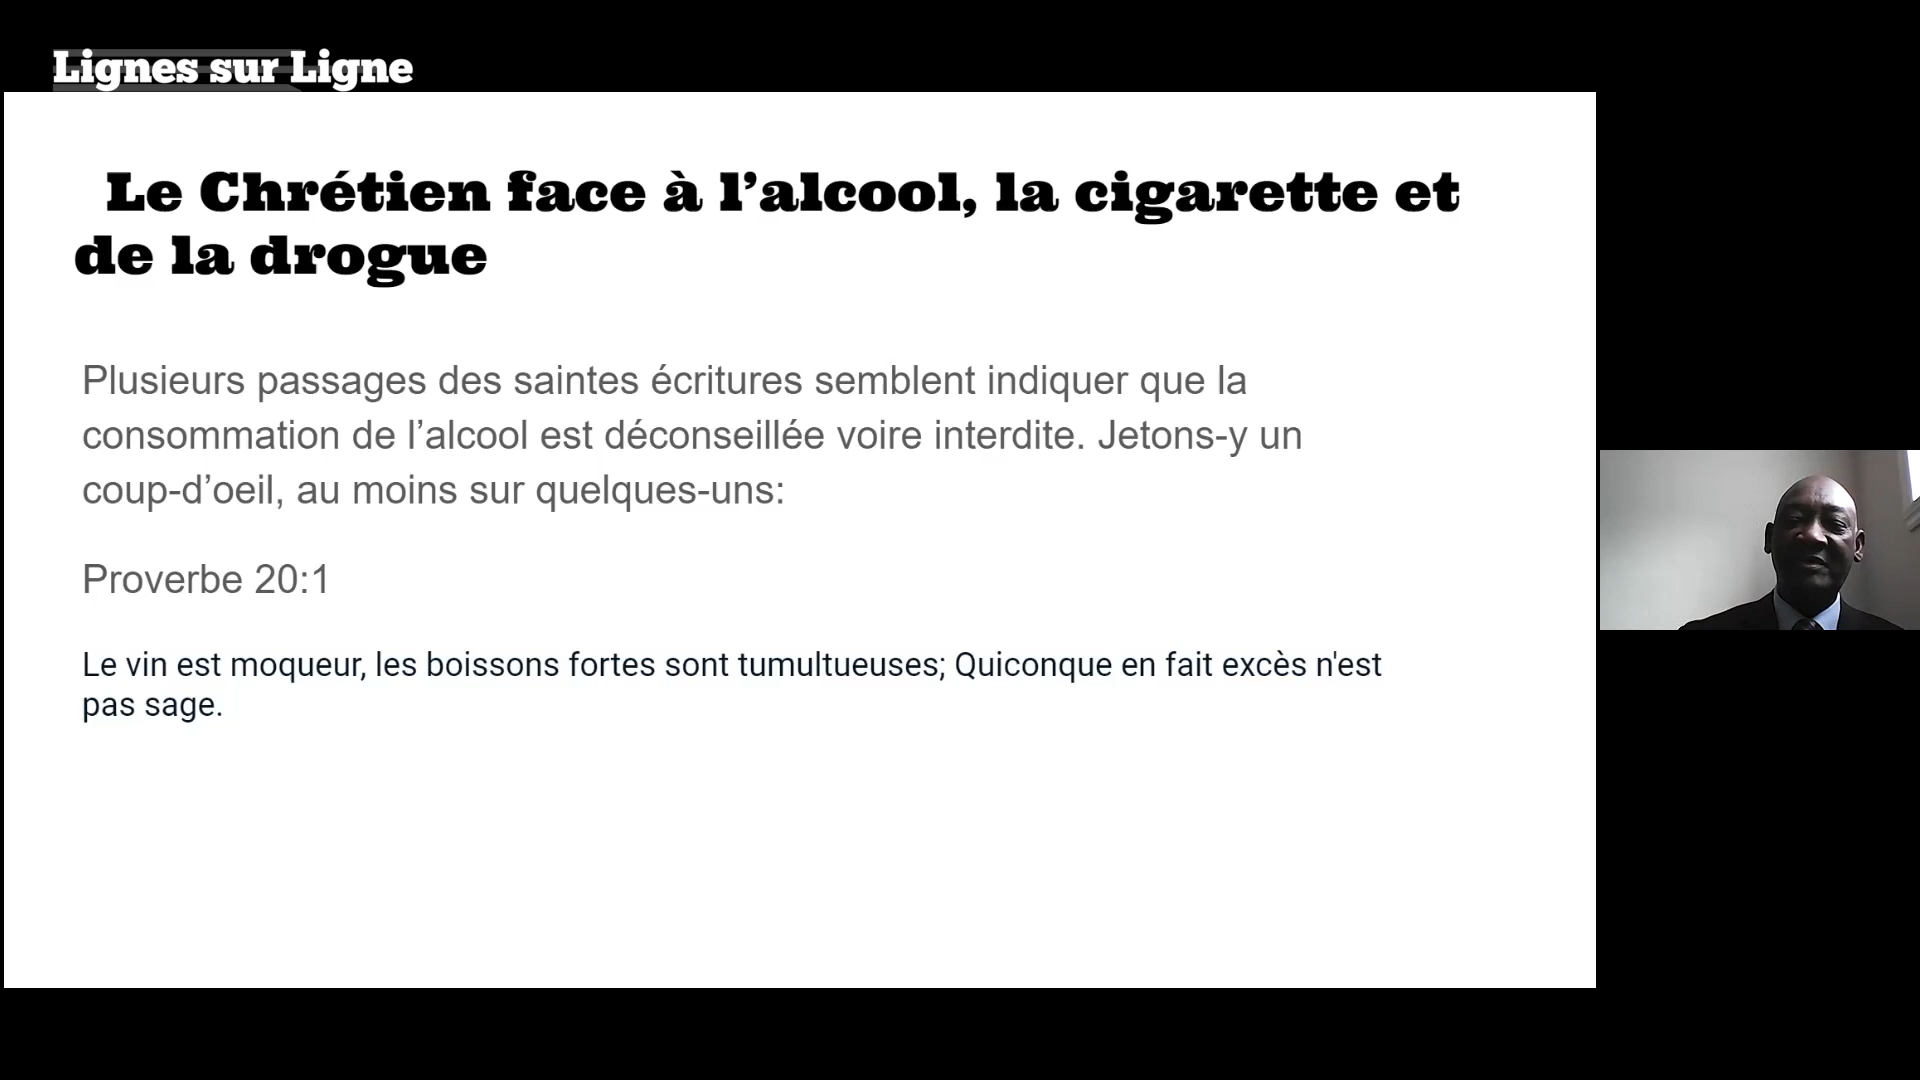 Lignes sur Ligne
Le Chrétien face à l’alcool, la cigarette et
de la drogue
Plusieurs passages des saintes écritures semblent indiquer que la
consommation de l’alcool est déconseillée voire interdite. Jetons-y un
coup-d’oeil, au moins sur quelques-uns:
Proverbe 20:1
Le vin est moqueur, les boissons fortes sont tumultueuses; Quiconque en fait excès n'est
pas sage.